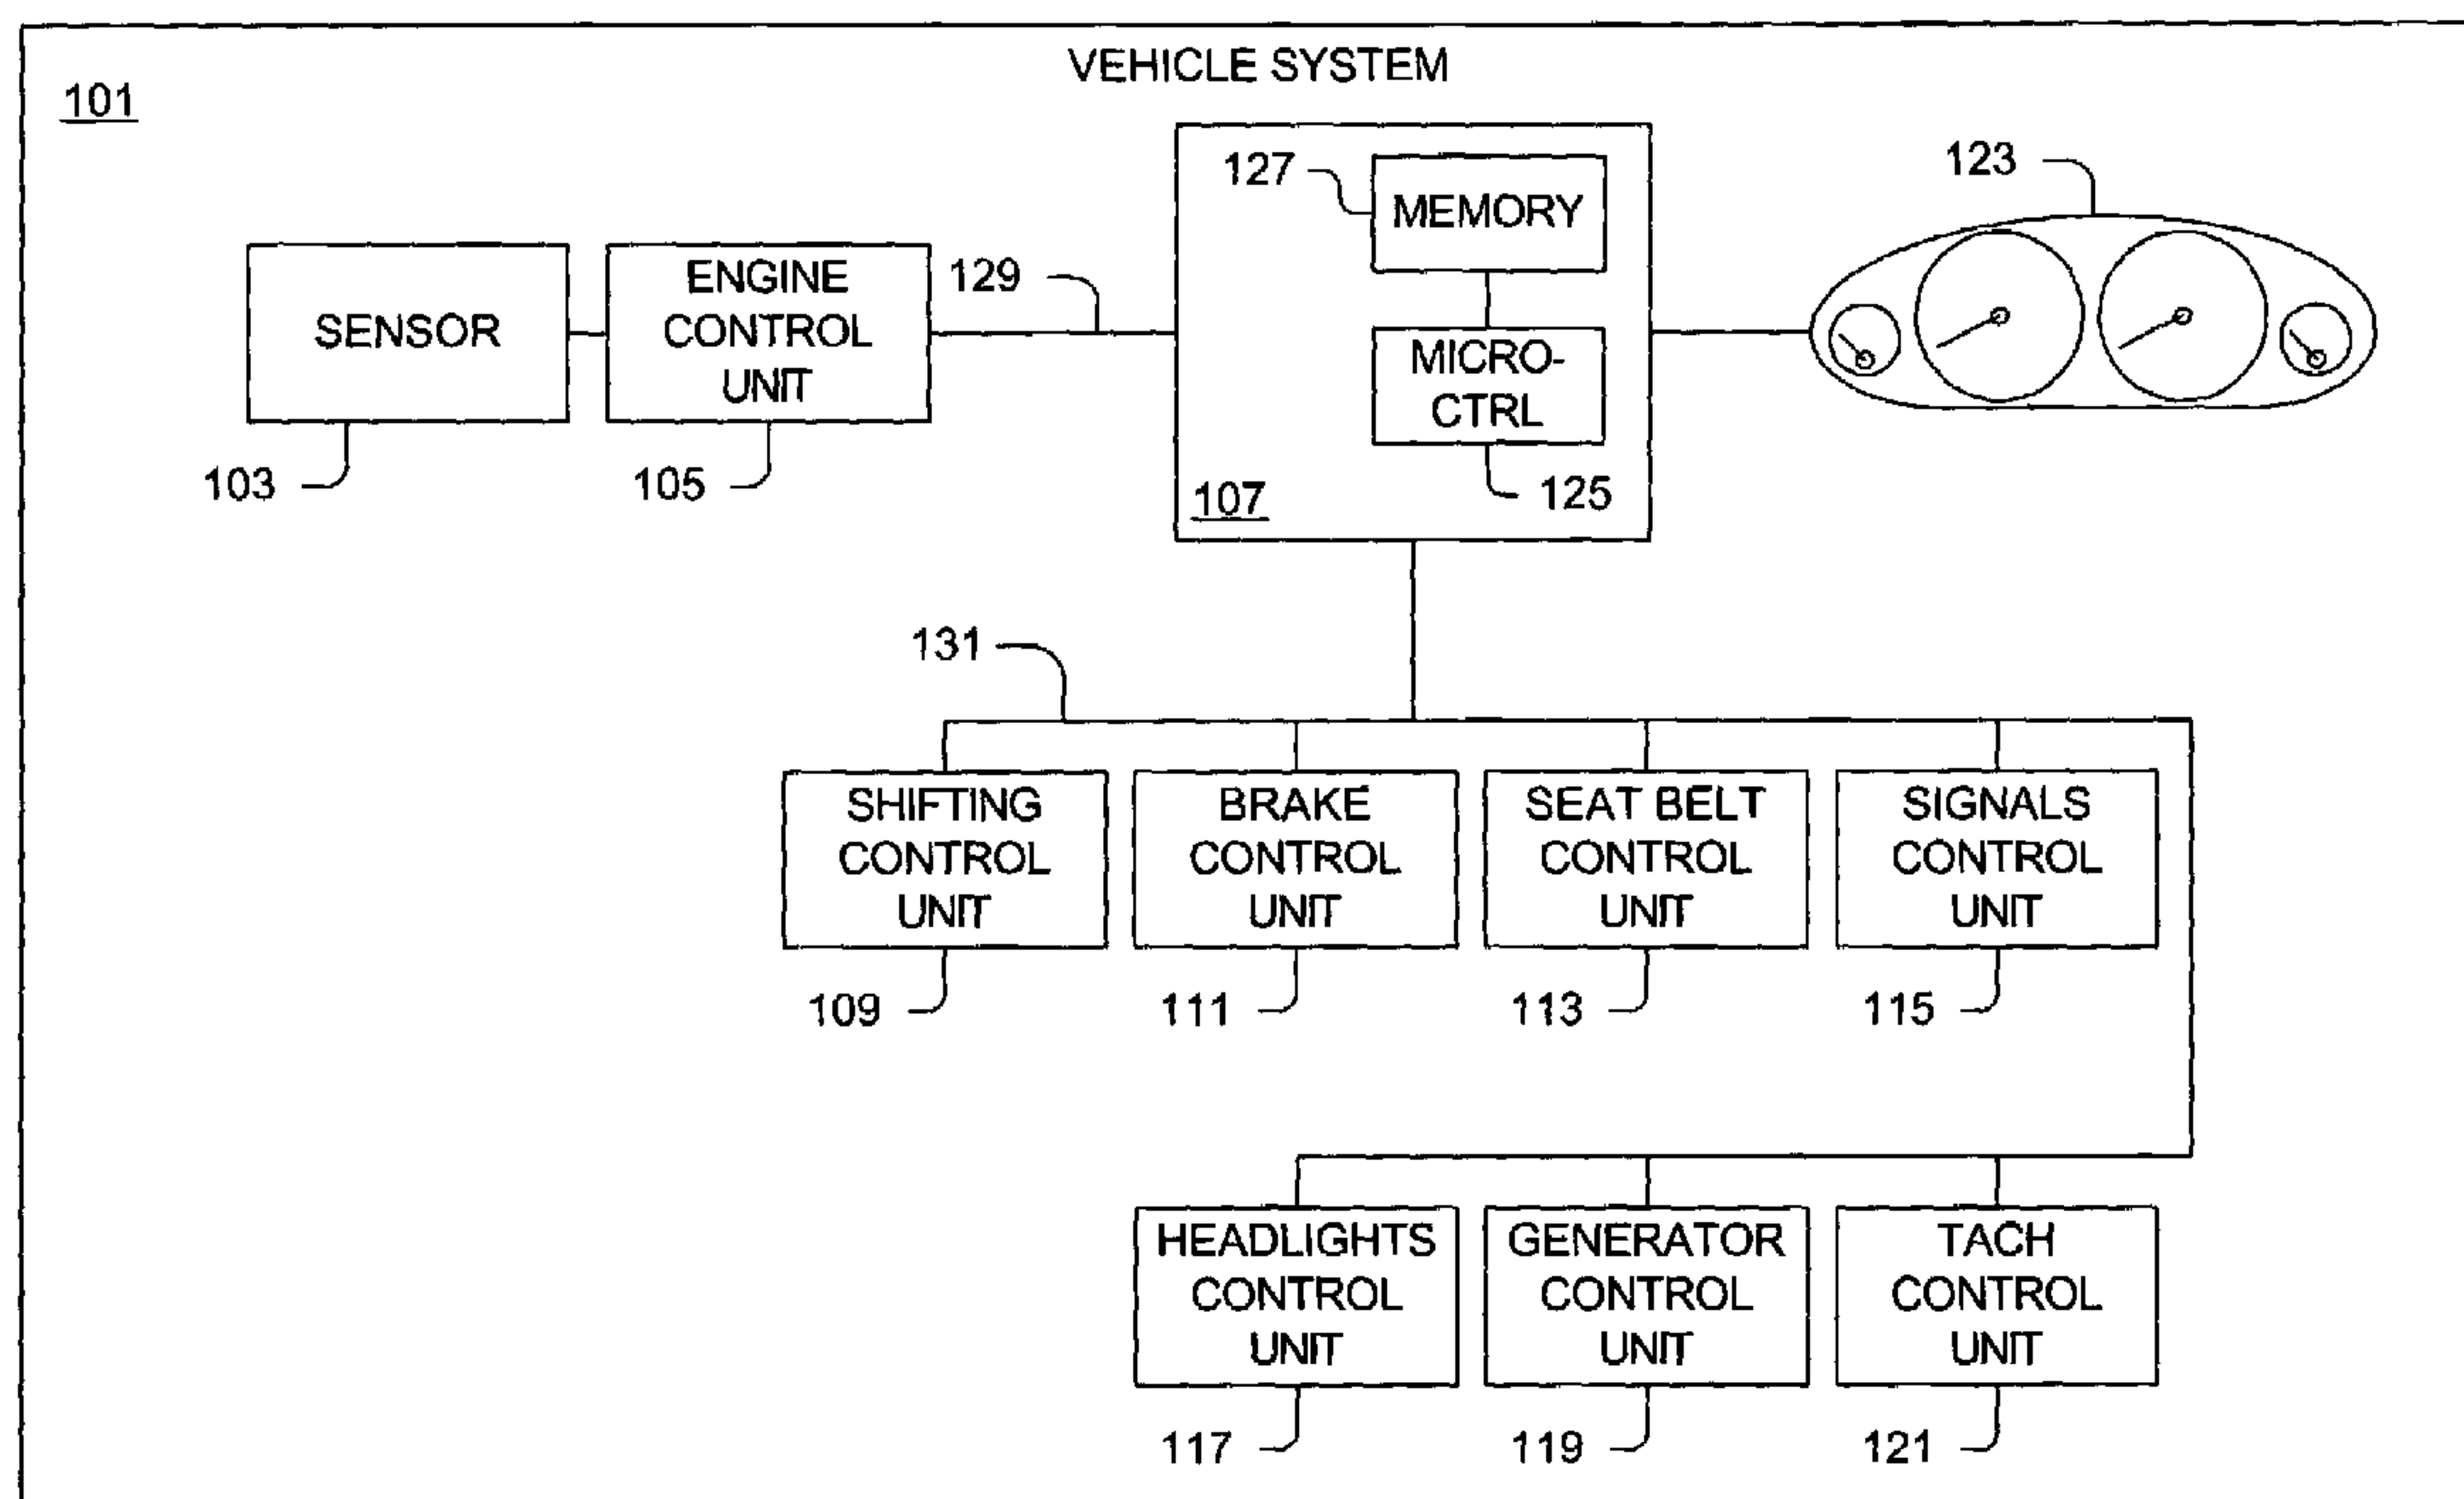 VEHICLE SYSTEM
101
127
MEMORY
123
SENSOR
ENGINE
CONTROL
UNIT
129
MICRO-
CTRL
103
105
107
125
131
SHIFTING
CONTROL
UNIT
BRAKE
CONTROL
UNIT
SEAT BELT
CONTROL
UNIT
SIGNALS
CONTROL
UNIT
109
111
113
115
HEADLIGHTS
CONTROL
UNIT
GENERATOR
CONTROL
UNIT
TACH
CONTROL
UNIT
117
119
121